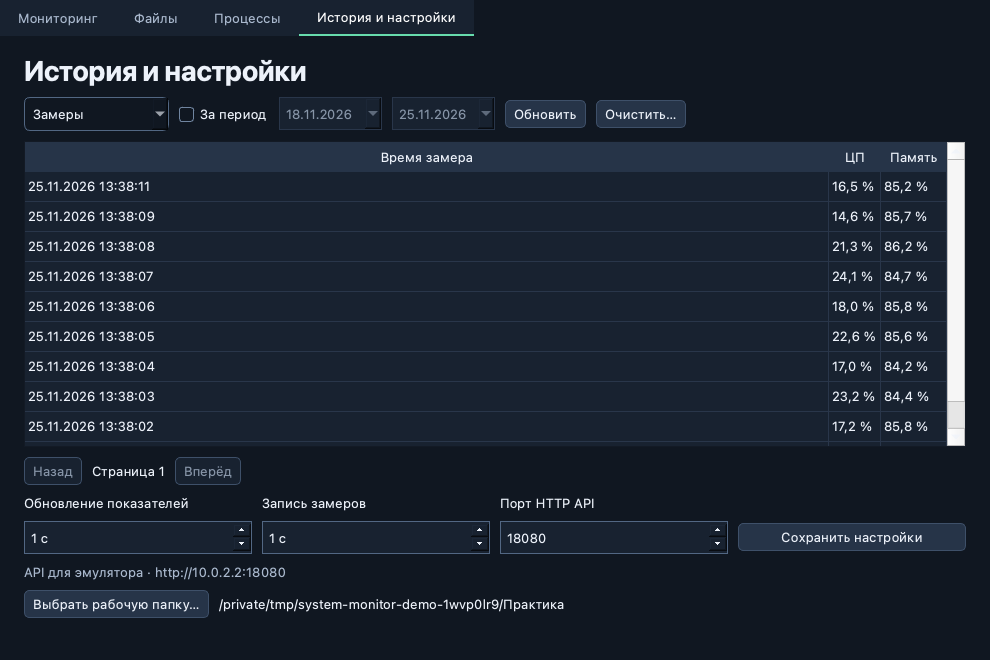 Мониторинг Файлы Процессы История и настройки
История и настройки
Замеры За период 18.11.2026 25.11.2026 Обновить Очистить...
Время замера ЦП Память
25.11.2026 13:38:11 16,5 % 85,2 %
25.11.2026 13:38:09 14,6 % 85,7 %
25.11.2026 13:38:08 21,3 % 86,2 %
25.11.2026 13:38:07 24,1 % 84,7 %
25.11.2026 13:38:06 18,0 % 85,8 %
25.11.2026 13:38:05 22,6 % 85,6 %
25.11.2026 13:38:04 17,0 % 84,2 %
25.11.2026 13:38:03 23,2 % 84,4 %
25.11.2026 13:38:02 17,2 % 85,8 %
Назад Страница 1 Вперёд
Обновление показателей Запись замеров Порт HTTP API
1 с 1 с 18080 Сохранить настройки
API для эмулятора · http://10.0.2.2:18080
Выбрать рабочую папку... /private/tmp/system-monitor-demo-1wvp0lr9/Практика